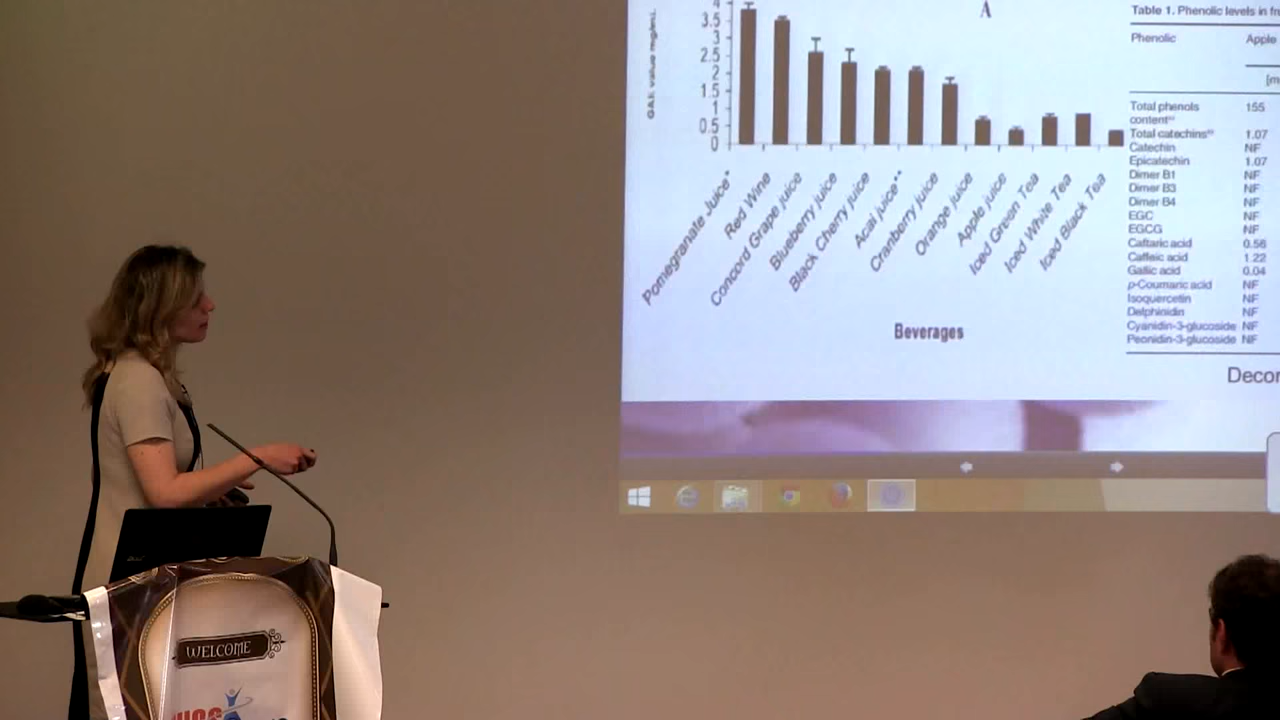 A
4
3.5
3
2.5
2
1.5
1
0.5
0
GAE value mg/ml.
Pomegranate Juice*
Red Wine
Concord Grape juice
Blueberry juice
Black Cherry juice
Acai juice**
Cranberry juice
Orange juice
Apple juice
Iced Green Tea
Iced White Tea
Iced Black Tea
Beverages
Table 1. Phenolic levels in
Phenolic Apple
Total phenols 155
content
Total catechins 1.07
Catechin NF
Epicatechin 1.07
Dimer B1 NF
Dimer B3 NF
Dimer B4 NF
EGC NF
EGCG NF
Caftaric acid 0.56
Caffeic acid 1.22
Gallic acid 0.04
p-Coumaric acid NF
Isoquercetin NF
Delphinidin NF
Cyanidin-3-glucoside NF
Peonidin-3-glucoside NF
WELCOME